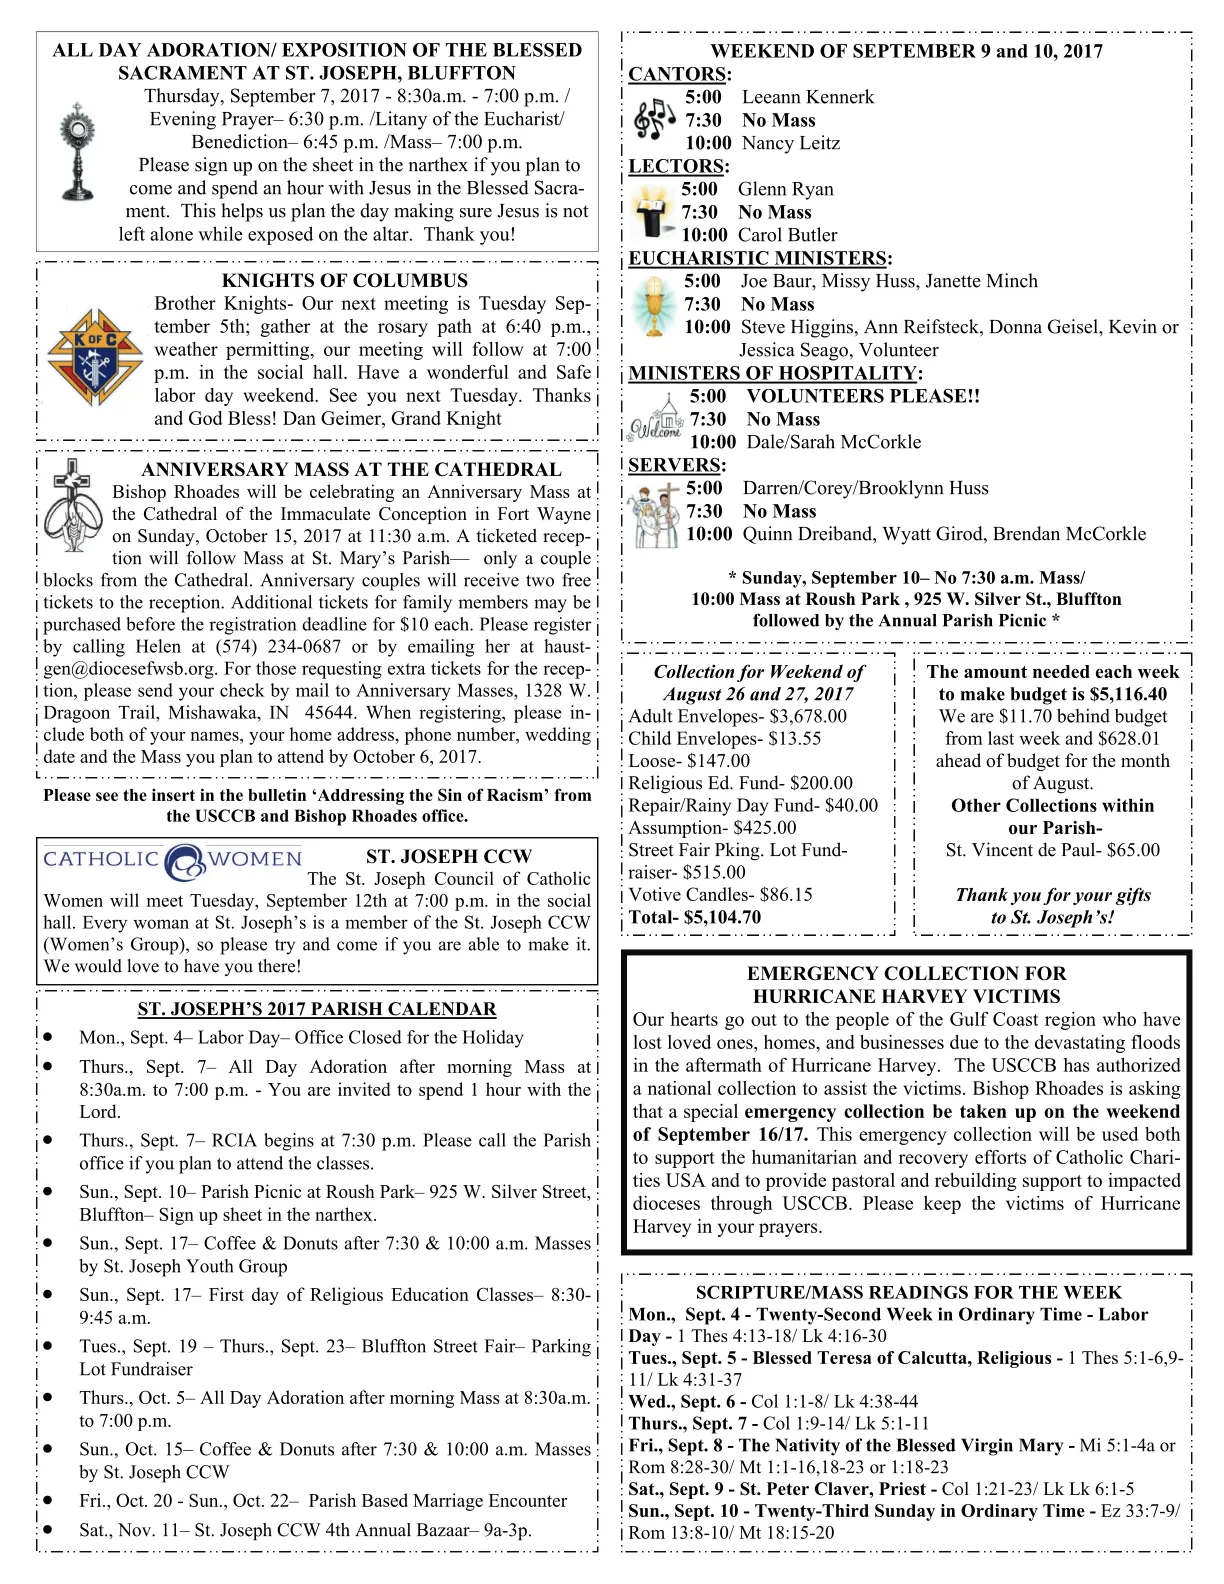 ALL DAY ADORATION/ EXPOSITION OF THE BLESSED
SACRAMENT AT ST. JOSEPH, BLUFFTON
Thursday, September 7, 2017 - 8:30a.m. - 7:00 p.m. /
Evening Prayer– 6:30 p.m. /Litany of the Eucharist/
Benediction– 6:45 p.m. /Mass– 7:00 p.m.
Please sign up on the sheet in the narthex if you plan to
come and spend an hour with Jesus in the Blessed Sacra-
ment. This helps us plan the day making sure Jesus is not
left alone while exposed on the altar. Thank you!
KNIGHTS OF COLUMBUS
K OF C
Brother Knights- Our next meeting is Tuesday Sep-
tember 5th; gather at the rosary path at 6:40 p.m.,
weather permitting, our meeting will follow at 7:00
p.m. in the social hall. Have a wonderful and Safe
labor day weekend. See you next Tuesday. Thanks
and God Bless! Dan Geimer, Grand Knight
ANNIVERSARY MASS AT THE CATHEDRAL
Bishop Rhoades will be celebrating an Anniversary Mass at
the Cathedral of the Immaculate Conception in Fort Wayne
on Sunday, October 15, 2017 at 11:30 a.m. A ticketed recep-
tion will follow Mass at St. Mary's Parish— only a couple
blocks from the Cathedral. Anniversary couples will receive two free
tickets to the reception. Additional tickets for family members may be
purchased before the registration deadline for $10 each. Please register
by calling Helen at (574) 234-0687 or by emailing her at haust-
gen@diocesefwsb.org. For those requesting extra tickets for the recep-
tion, please send your check by mail to Anniversary Masses, 1328 W.
Dragoon Trail, Mishawaka, IN 45644. When registering, please in-
clude both of your names, your home address, phone number, wedding
date and the Mass you plan to attend by October 6, 2017.
Please see the insert in the bulletin 'Addressing the Sin of Racism' from
the USCCB and Bishop Rhoades office.
CATHOLIC WOMEN
ST. JOSEPH CCW
The St. Joseph Council of Catholic
Women will meet Tuesday, September 12th at 7:00 p.m. in the social
hall. Every woman at St. Joseph's is a member of the St. Joseph CCW
(Women's Group), so please try and come if you are able to make it.
We would love to have you there!
ST. JOSEPH'S 2017 PARISH CALENDAR
• Mon., Sept. 4– Labor Day– Office Closed for the Holiday
• Thurs., Sept. 7– All Day Adoration after morning Mass at
8:30a.m. to 7:00 p.m. - You are invited to spend 1 hour with the
Lord.
• Thurs., Sept. 7– RCIA begins at 7:30 p.m. Please call the Parish
office if you plan to attend the classes.
• Sun., Sept. 10– Parish Picnic at Roush Park– 925 W. Silver Street,
Bluffton– Sign up sheet in the narthex.
• Sun., Sept. 17– Coffee & Donuts after 7:30 & 10:00 a.m. Masses
by St. Joseph Youth Group
• Sun., Sept. 17– First day of Religious Education Classes– 8:30-
9:45 a.m.
• Tues., Sept. 19 – Thurs., Sept. 23– Bluffton Street Fair– Parking
Lot Fundraiser
• Thurs., Oct. 5– All Day Adoration after morning Mass at 8:30a.m.
to 7:00 p.m.
• Sun., Oct. 15– Coffee & Donuts after 7:30 & 10:00 a.m. Masses
by St. Joseph CCW
• Fri., Oct. 20 - Sun., Oct. 22– Parish Based Marriage Encounter
• Sat., Nov. 11– St. Joseph CCW 4th Annual Bazaar– 9a-3p.
WEEKEND OF SEPTEMBER 9 and 10, 2017
CANTORS:
5:00 Leeann Kennerk
7:30 No Mass
10:00 Nancy Leitz
LECTORS:
5:00 Glenn Ryan
7:30 No Mass
10:00 Carol Butler
EUCHARISTIC MINISTERS:
5:00 Joe Baur, Missy Huss, Janette Minch
7:30 No Mass
10:00 Steve Higgins, Ann Reifsteck, Donna Geisel, Kevin or
Jessica Seago, Volunteer
MINISTERS OF HOSPITALITY:
Welcome
5:00 VOLUNTEERS PLEASE!!
7:30 No Mass
10:00 Dale/Sarah McCorkle
SERVERS:
5:00 Darren/Corey/Brooklynn Huss
7:30 No Mass
10:00 Quinn Dreiband, Wyatt Girod, Brendan McCorkle
* Sunday, September 10– No 7:30 a.m. Mass/
10:00 Mass at Roush Park , 925 W. Silver St., Bluffton
followed by the Annual Parish Picnic *
Collection for Weekend of
August 26 and 27, 2017
Adult Envelopes- $3,678.00
Child Envelopes- $13.55
Loose- $147.00
Religious Ed. Fund- $200.00
Repair/Rainy Day Fund- $40.00
Assumption- $425.00
Street Fair Pking. Lot Fund-
raiser- $515.00
Votive Candles- $86.15
Total- $5,104.70
The amount needed each week
to make budget is $5,116.40
We are $11.70 behind budget
from last week and $628.01
ahead of budget for the month
of August.
Other Collections within
our Parish-
St. Vincent de Paul- $65.00
Thank you for your gifts
to St. Joseph's!
EMERGENCY COLLECTION FOR
HURRICANE HARVEY VICTIMS
Our hearts go out to the people of the Gulf Coast region who have
lost loved ones, homes, and businesses due to the devastating floods
in the aftermath of Hurricane Harvey. The USCCB has authorized
a national collection to assist the victims. Bishop Rhoades is asking
that a special emergency collection be taken up on the weekend
of September 16/17. This emergency collection will be used both
to support the humanitarian and recovery efforts of Catholic Chari-
ties USA and to provide pastoral and rebuilding support to impacted
dioceses through USCCB. Please keep the victims of Hurricane
Harvey in your prayers.
SCRIPTURE/MASS READINGS FOR THE WEEK
Mon., Sept. 4 - Twenty-Second Week in Ordinary Time - Labor
Day - 1 Thes 4:13-18/ Lk 4:16-30
Tues., Sept. 5 - Blessed Teresa of Calcutta, Religious - 1 Thes 5:1-6,9-
11/ Lk 4:31-37
Wed., Sept. 6 - Col 1:1-8/ Lk 4:38-44
Thurs., Sept. 7 - Col 1:9-14/ Lk 5:1-11
Fri., Sept. 8 - The Nativity of the Blessed Virgin Mary - Mi 5:1-4a or
Rom 8:28-30/ Mt 1:1-16,18-23 or 1:18-23
Sat., Sept. 9 - St. Peter Claver, Priest - Col 1:21-23/ Lk Lk 6:1-5
Sun., Sept. 10 - Twenty-Third Sunday in Ordinary Time - Ez 33:7-9/
Rom 13:8-10/ Mt 18:15-20